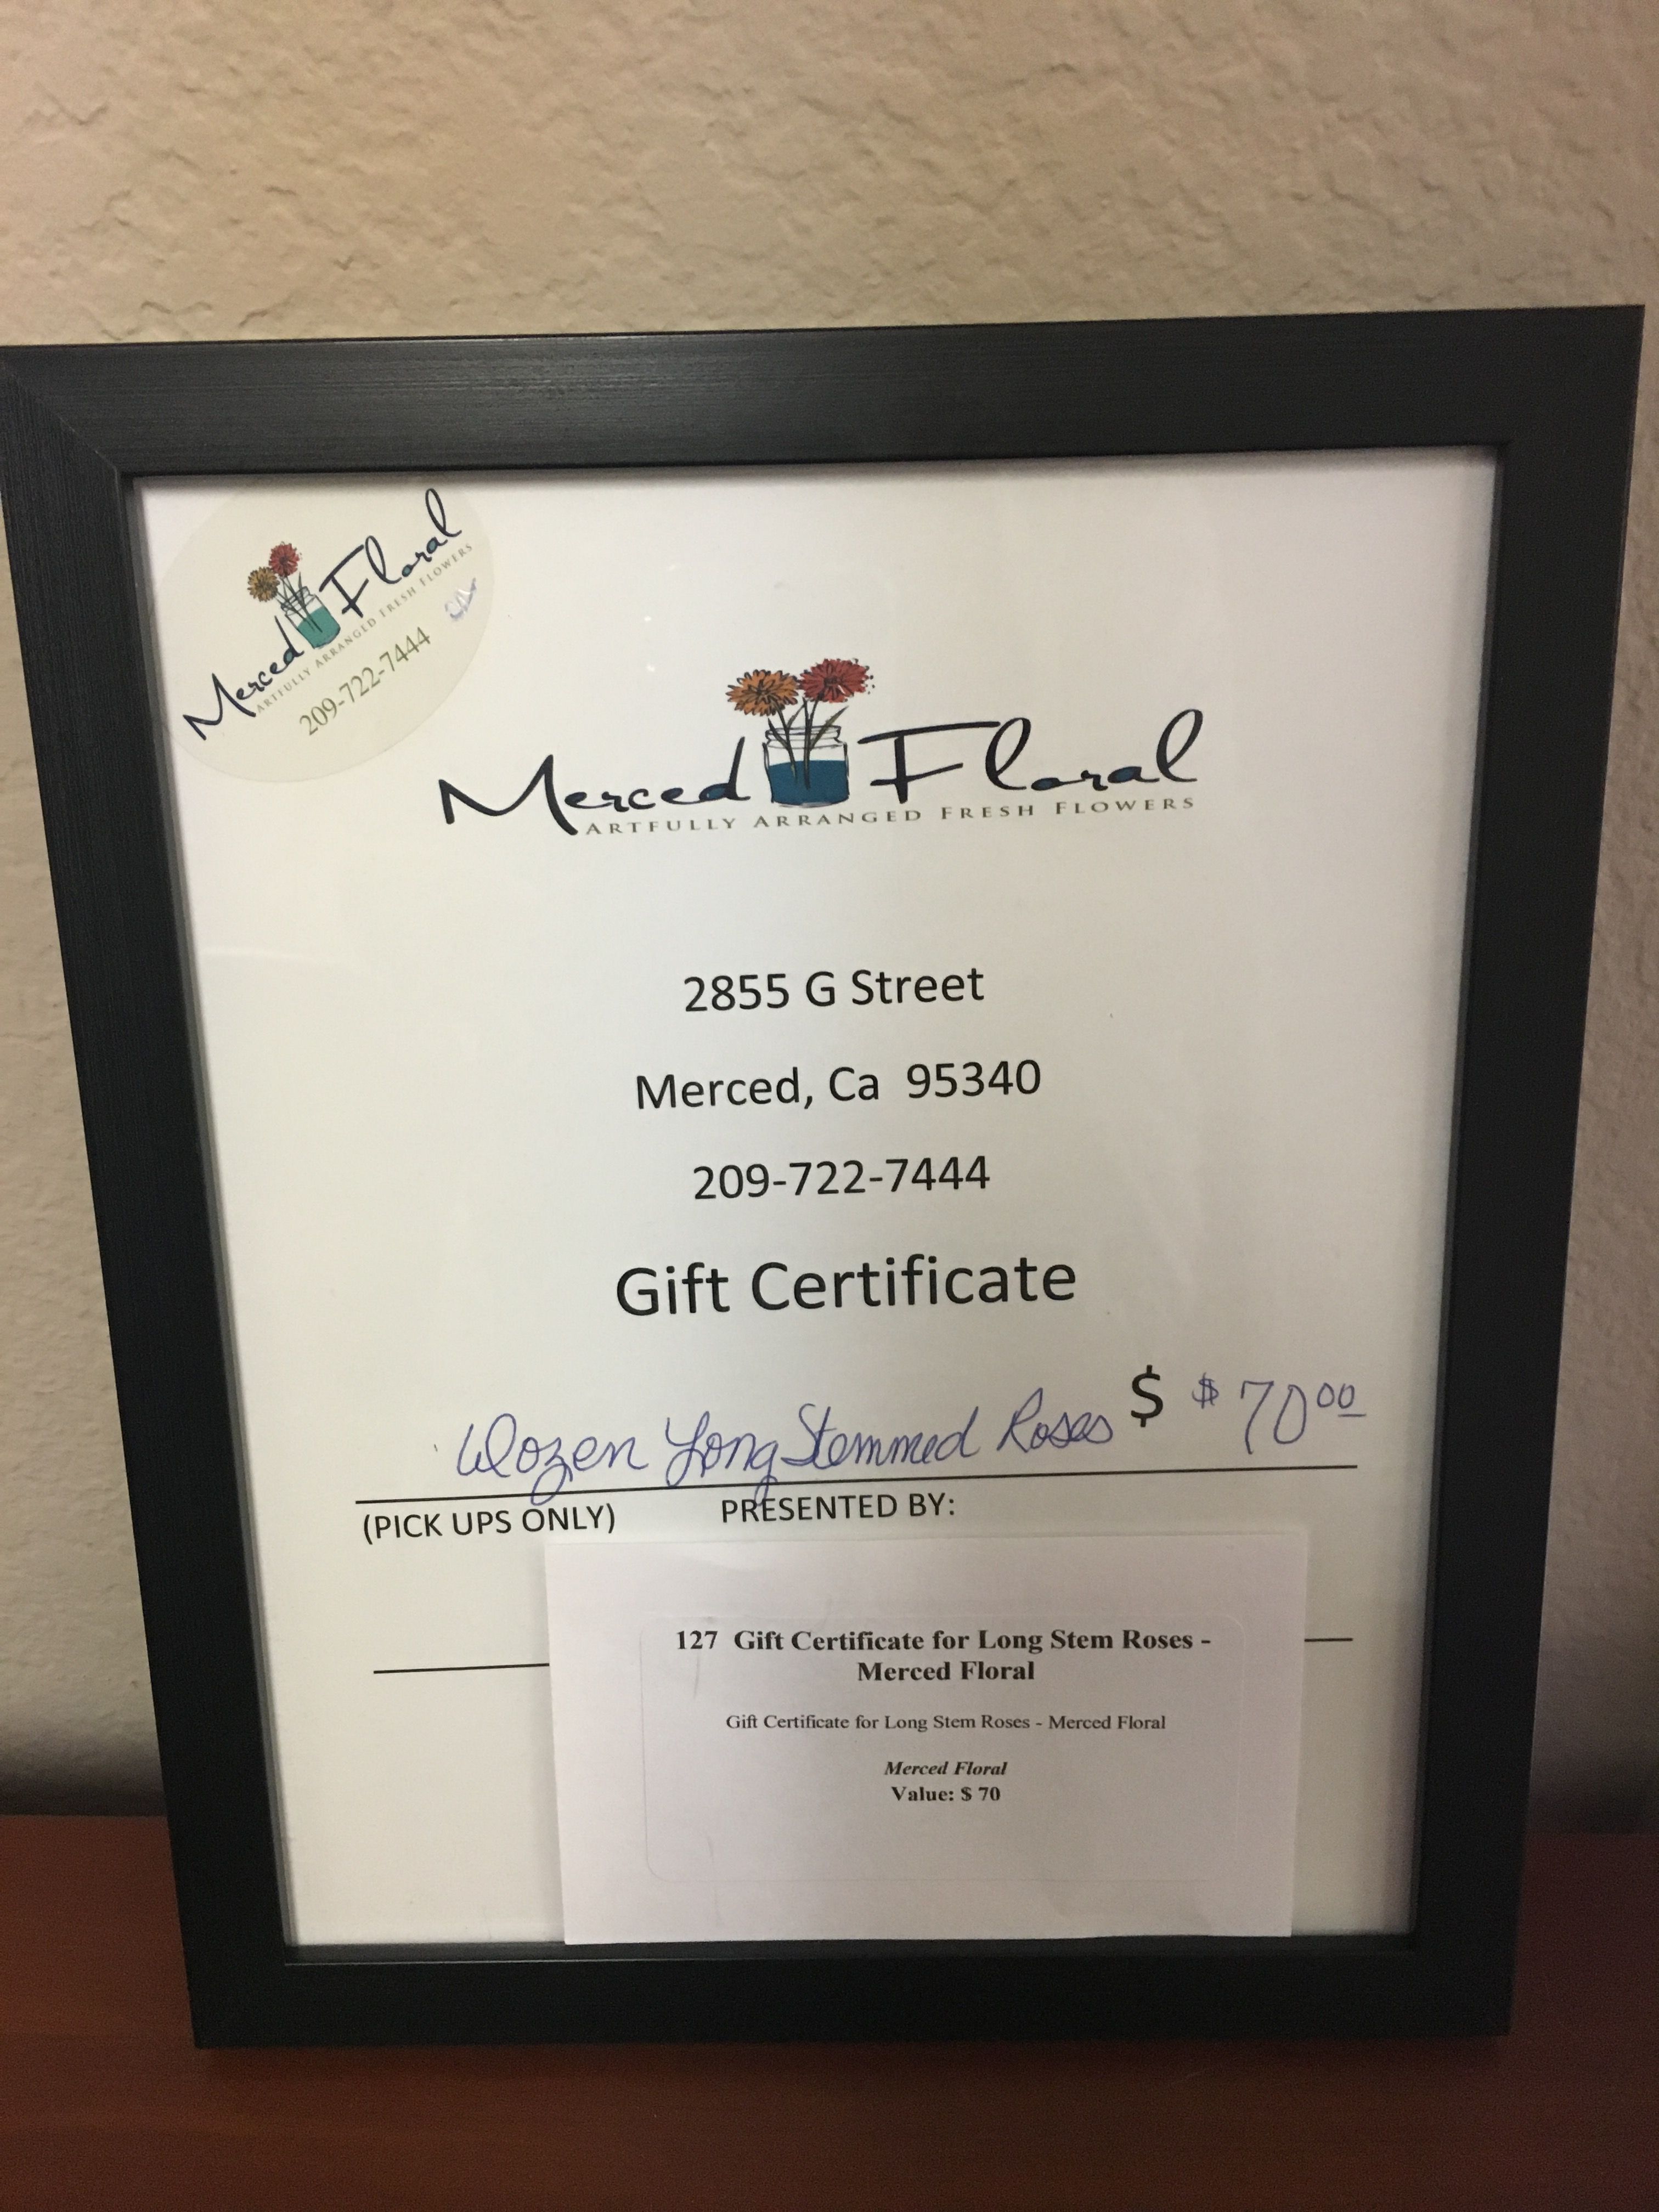 Merced Floral
ARTFULLY ARRANGED FRESH FLOWERS
209-722-7444
Merced Floral
ARTFULLY ARRANGED FRESH FLOWERS
2855 G Street
Merced, Ca 95340
209-722-7444
Gift Certificate
Dozen Long Stemmed Roses $ $ 70 00
(PICK UPS ONLY) PRESENTED BY:
127 Gift Certificate for Long Stem Roses -
Merced Floral
Gift Certificate for Long Stem Roses - Merced Floral
Merced Floral
Value: $ 70